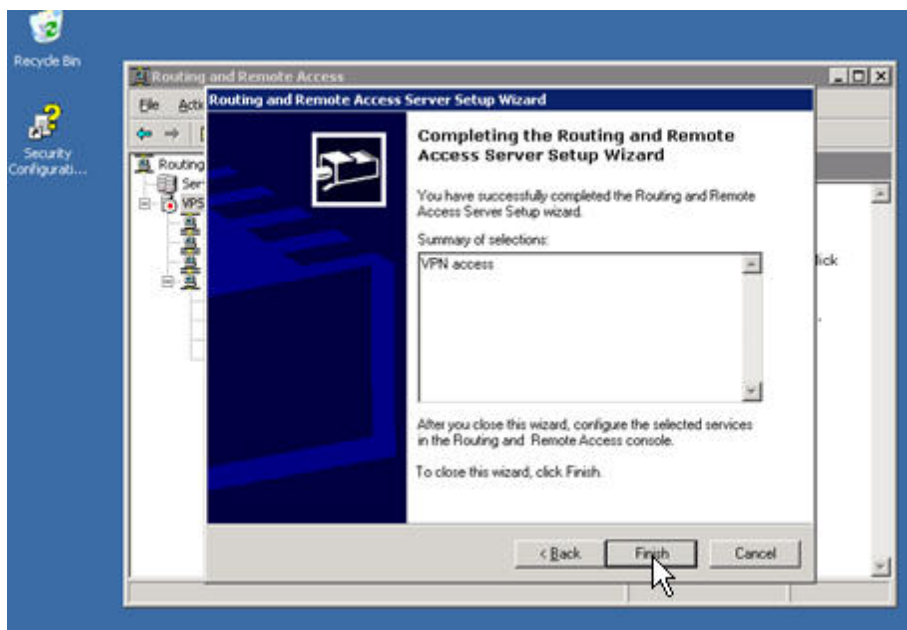 Recycle Bin
Security
Configurati...
Routing and Remote Access
File Acti
Routing
Ser
VPS
lick
Routing and Remote Access Server Setup Wizard
Completing the Routing and Remote
Access Server Setup Wizard
You have successfully completed the Routing and Remote
Access Server Setup wizard.
Summary of selections:
VPN access
After you close this wizard, configure the selected services
in the Routing and Remote Access console.
To close this wizard, click Finish.
< Back Finish Cancel